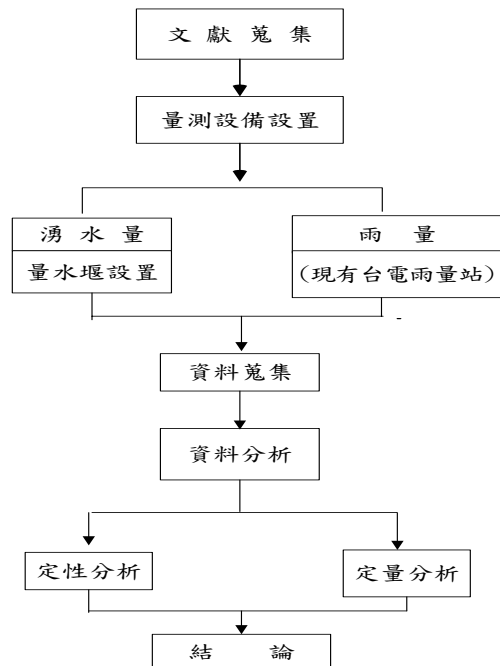 文獻蒐集
量測設備設置
湧水量
量水堰設置
雨量
(現有台電雨量站)
資料蒐集
資料分析
定性分析
定量分析
結論